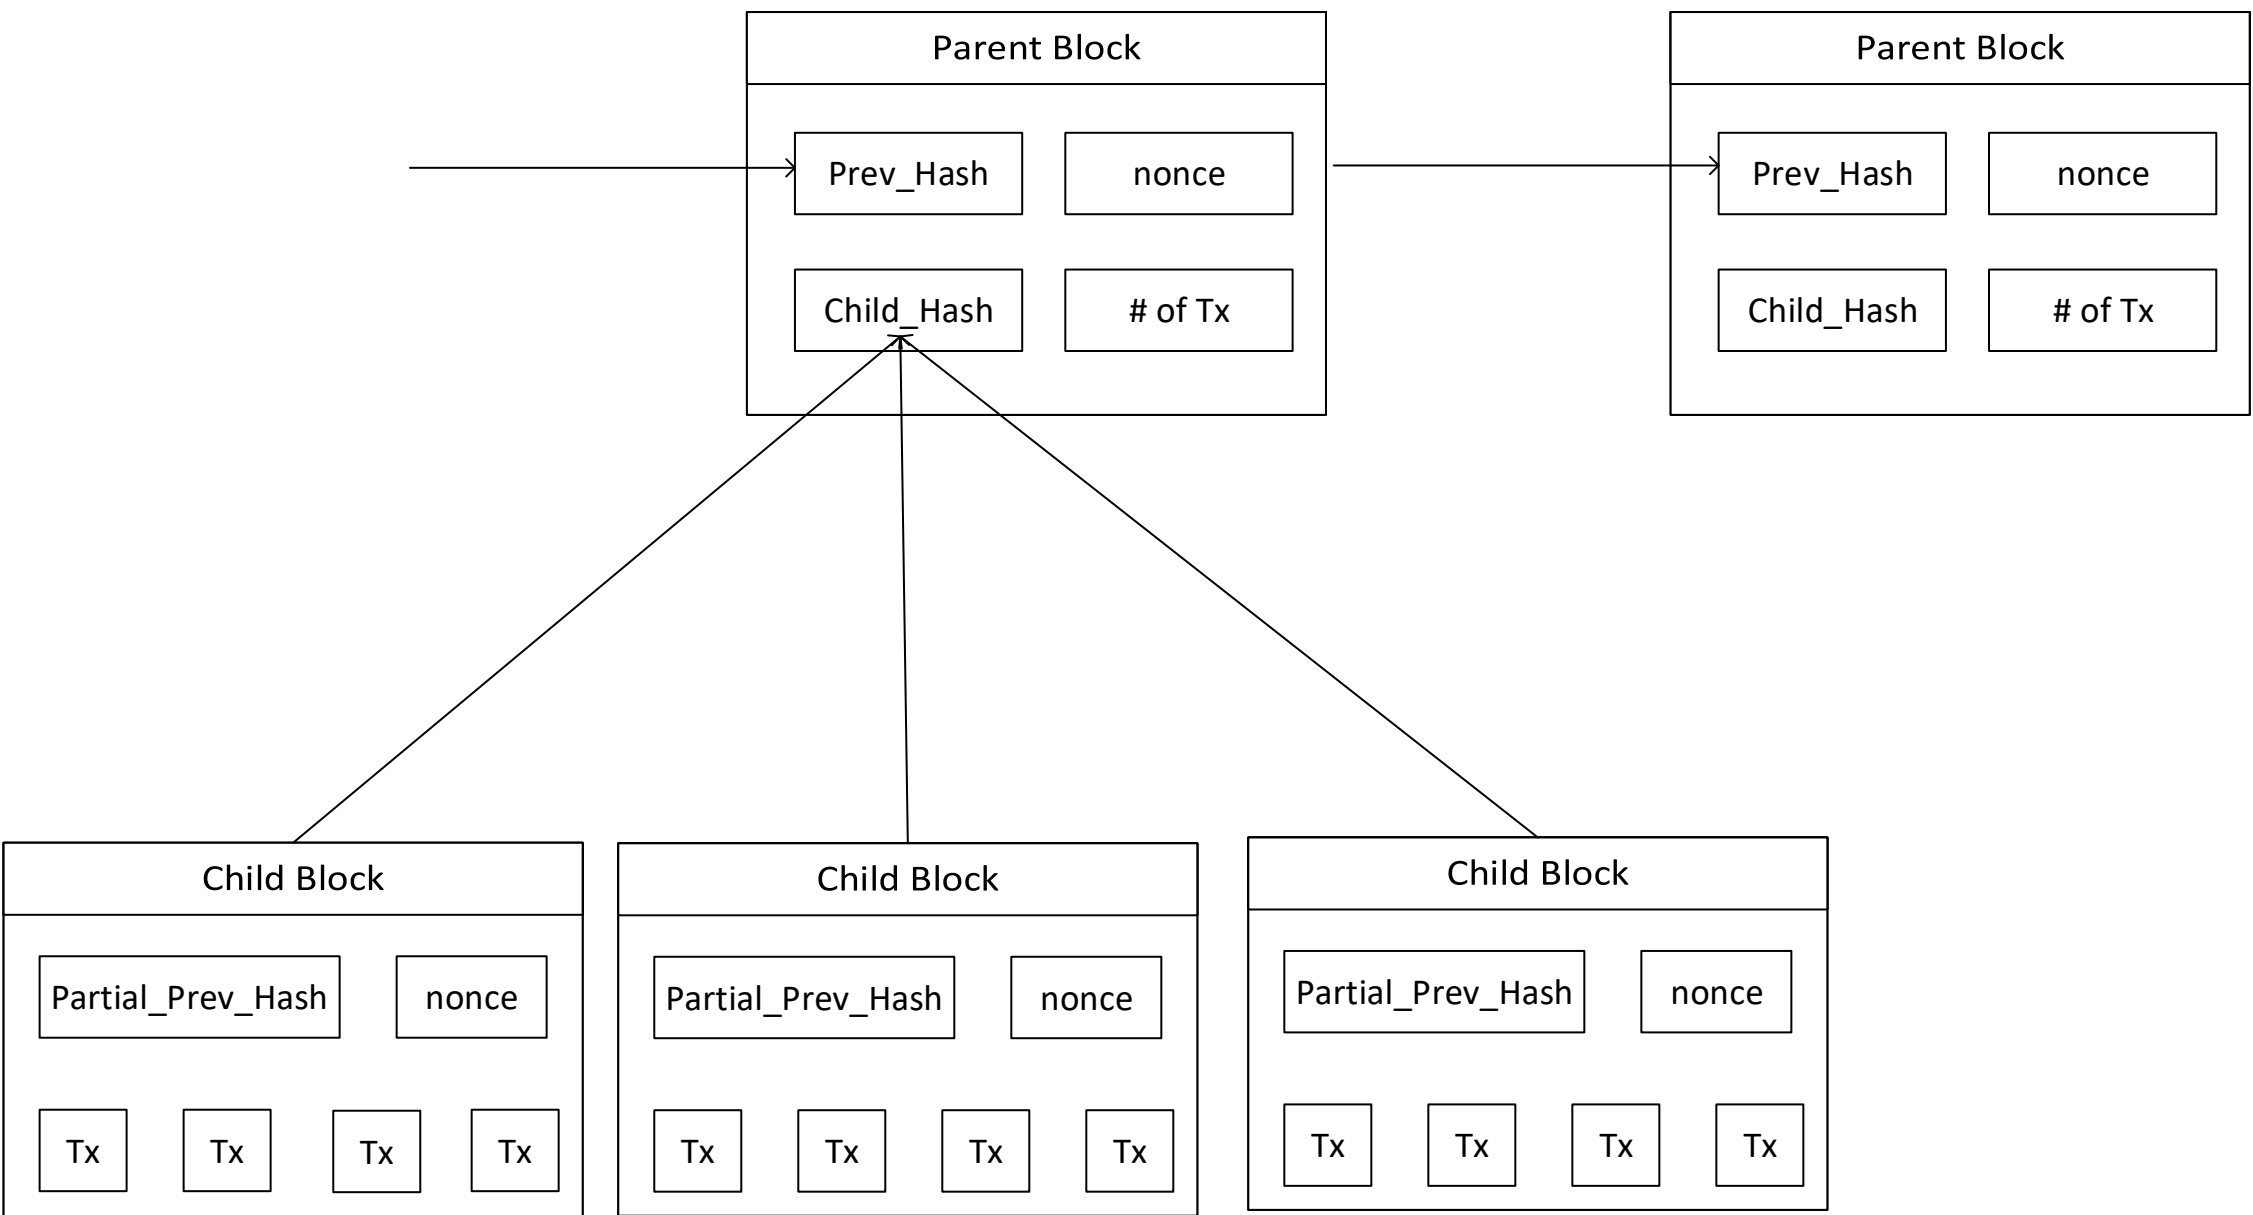 Parent Block
Prev_Hash
nonce
Child_Hash
# of Tx
Parent Block
Prev_Hash
nonce
Child_Hash
# of Tx
Child Block
Partial_Prev_Hash
nonce
Tx
Tx
Tx
Tx
Child Block
Partial_Prev_Hash
nonce
Tx
Tx
Tx
Tx
Child Block
Partial_Prev_Hash
nonce
Tx
Tx
Tx
Tx